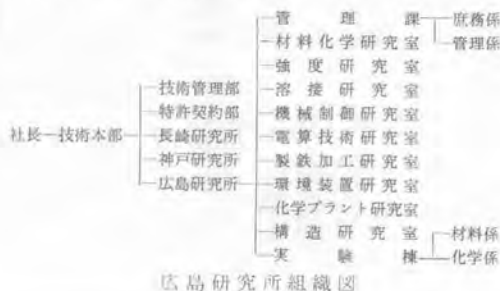 社長
技術本部
技術管理部
特許契約部
長崎研究所
神戸研究所
広島研究所
管理課
材料化学研究室
強度研究室
溶接研究室
機械制御研究室
電算技術研究室
製鉄加工研究室
環境装置研究室
化学プラント研究室
構造研究室
実験棟
庶務係
管理係
材料係
化学係
広島研究所組織図